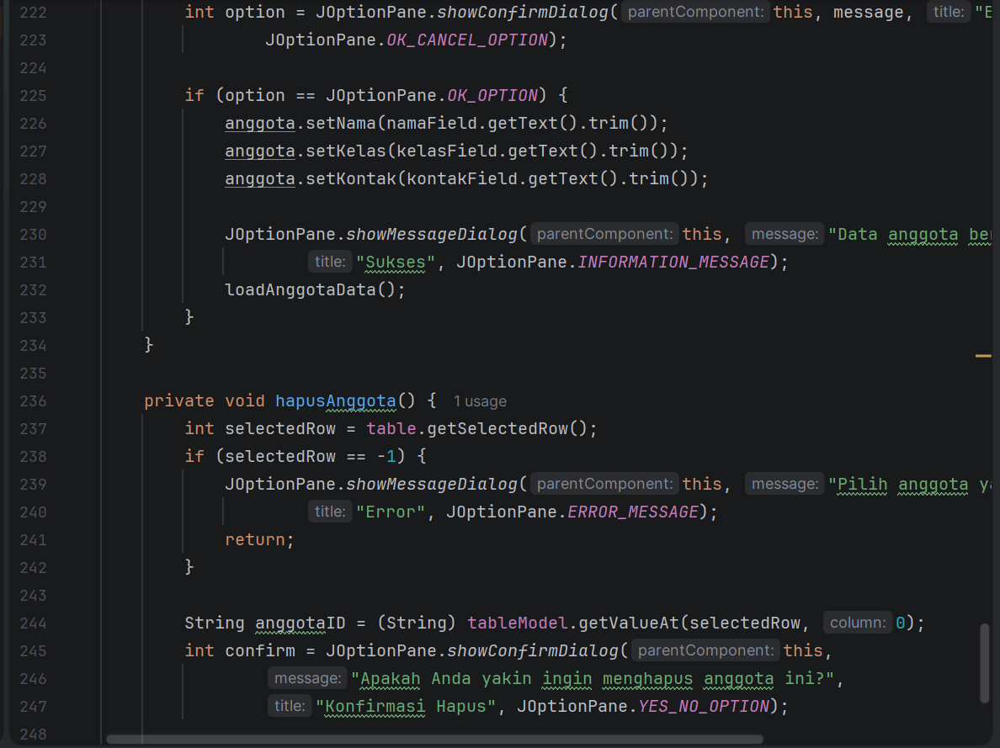 222 int option = JOptionPane.showConfirmDialog( parentComponent: this, message, title: "E
223 JOptionPane.OK_CANCEL_OPTION);
224
225 if (option == JOptionPane.OK_OPTION) {
226 anggota.setNama(namaField.getText().trim());
227 anggota.setKelas(kelasField.getText().trim());
228 anggota.setKontak(kontakField.getText().trim());
229
230 JOptionPane.showMessageDialog( parentComponent: this, message: "Data anggota ber
231 title: "Sukses", JOptionPane.INFORMATION_MESSAGE);
232 loadAnggotaData();
233 }
234 }
235
236 private void hapusAnggota() { 1 usage
237 int selectedRow = table.getSelectedRow();
238 if (selectedRow == -1) {
239 JOptionPane.showMessageDialog( parentComponent: this, message: "Pilih anggota ya
240 title: "Error", JOptionPane.ERROR_MESSAGE);
241 return;
242 }
243
244 String anggotaID = (String) tableModel.getValueAt(selectedRow, column: 0);
245 int confirm = JOptionPane.showConfirmDialog( parentComponent: this,
246 message: "Apakah Anda yakin ingin menghapus anggota ini?",
247 title: "Konfirmasi Hapus", JOptionPane.YES_NO_OPTION);
248